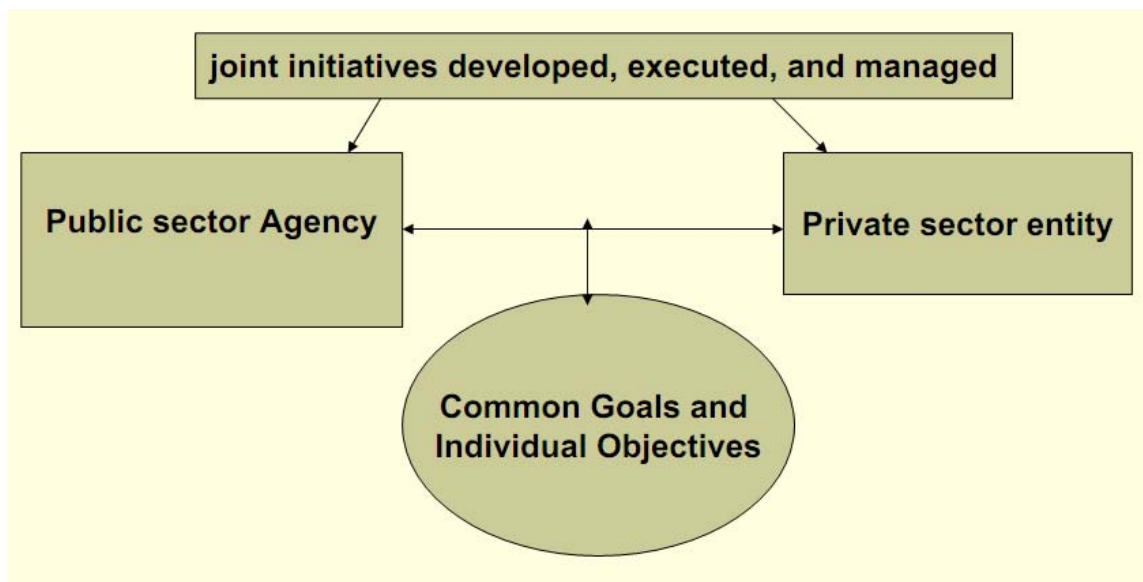 joint initiatives developed, executed, and managed
Public sector Agency
Private sector entity
Common Goals and
Individual Objectives